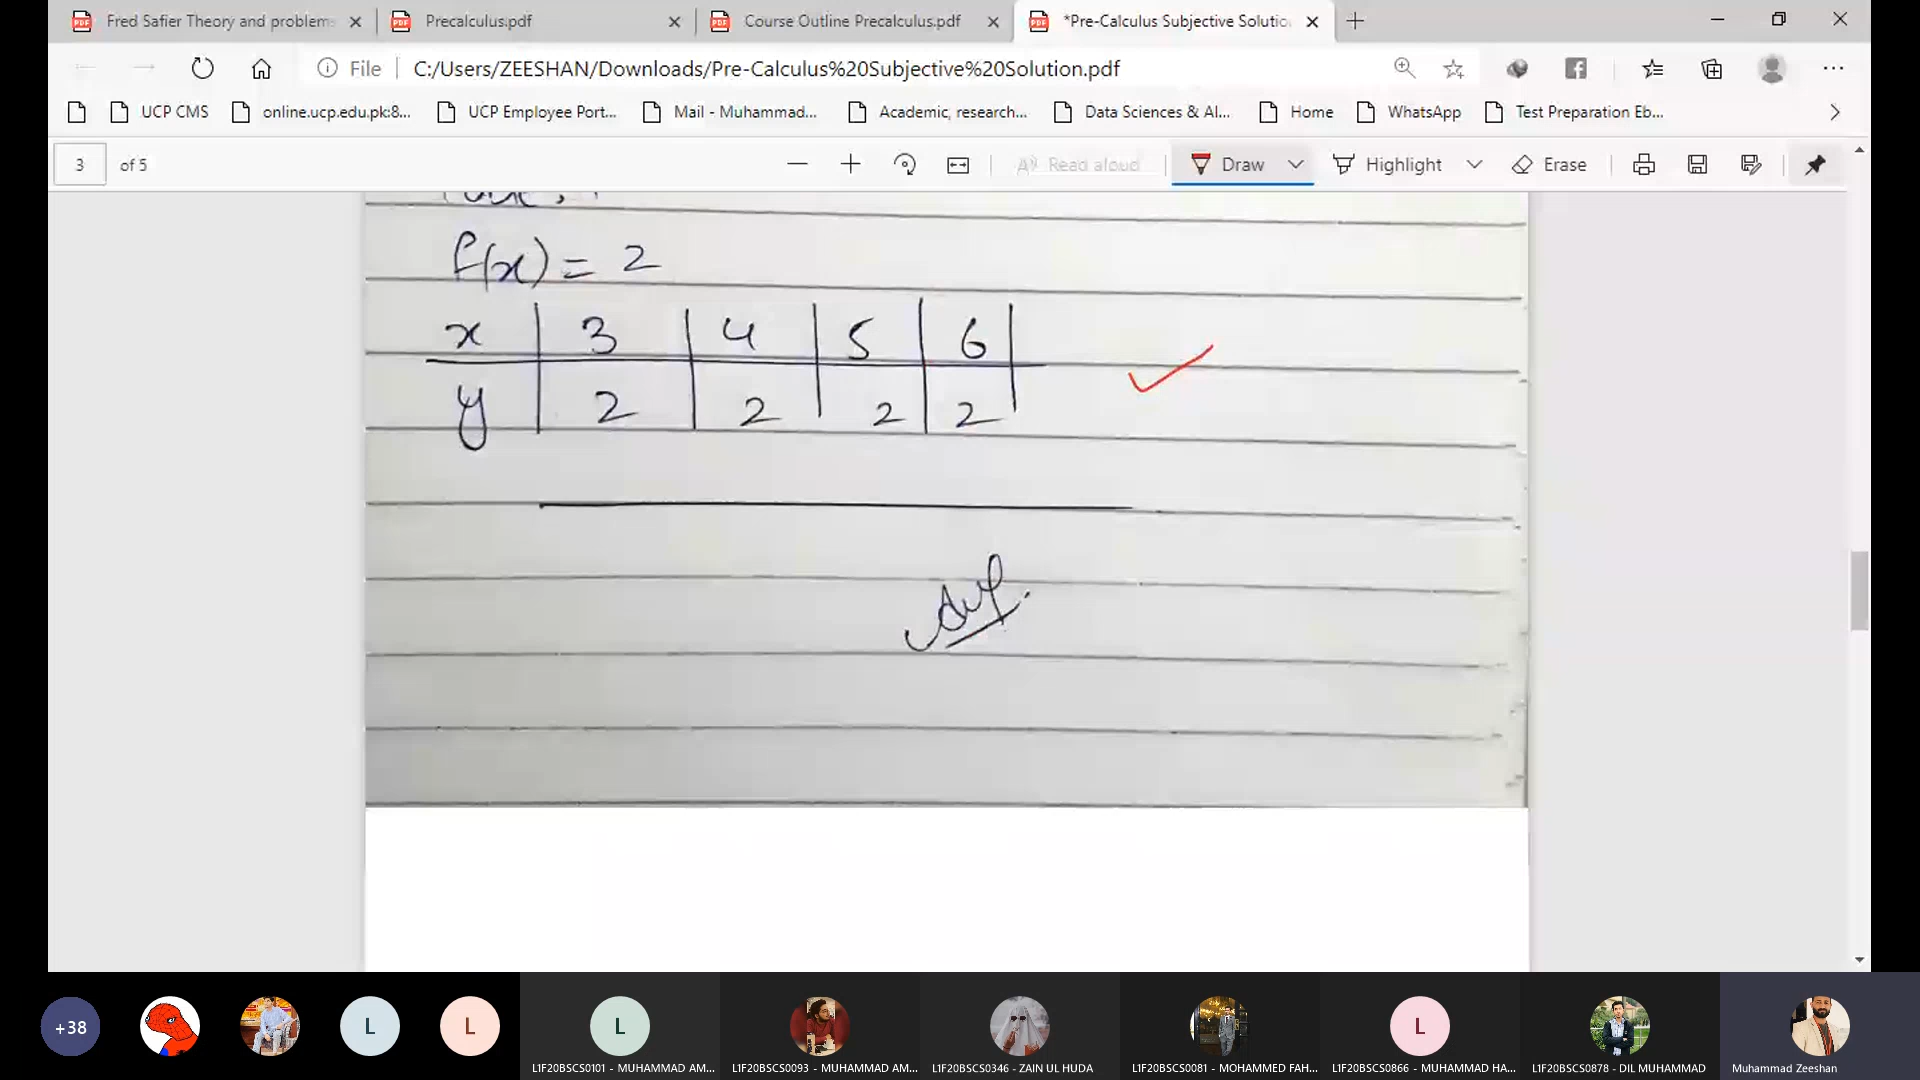 Fred Safier Theory and problems
Precalculus.pdf
Course Outline Precalculus.pdf
*Pre-Calculus Subjective Solutio
File
C:/Users/ZEESHAN/Downloads/Pre-Calculus%20Subjective%20Solution.pdf
UCP CMS
online.ucp.edu.pk:8...
UCP Employee Port...
Mail - Muhammad...
Academic, research...
Data Sciences & AI...
Home
WhatsApp
Test Preparation Eb...
3 of 5
Read aloud
Draw
Highlight
Erase
f(x) = 2
x 3 4 5 6
y 2 2 2 2
+38
L
L
L
L
L1F20BSCS0101 - MUHAMMAD AM...
L1F20BSCS0093 - MUHAMMAD AM...
L1F20BSCS0346 - ZAIN UL HUDA
L1F20BSCS0081 - MOHAMMED FAH...
L1F20BSCS0866 - MUHAMMAD HA...
L1F20BSCS0878 - DIL MUHAMMAD
Muhammad Zeeshan